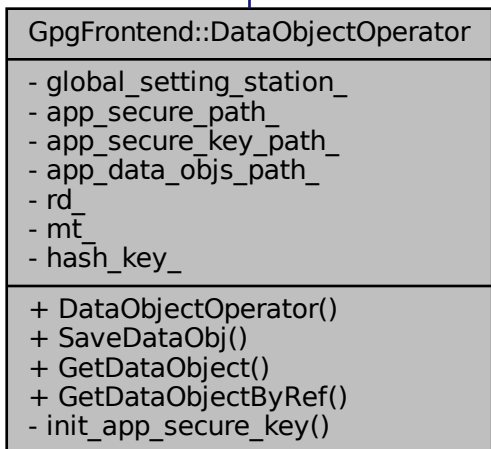 GpgFrontend::DataObjectOperator
- global_setting_station_
- app_secure_path_
- app_secure_key_path_
- app_data_objs_path_
- rd_
- mt_
- hash_key_
+ DataObjectOperator()
+ SaveDataObj()
+ GetDataObject()
+ GetDataObjectByRef()
- init_app_secure_key()